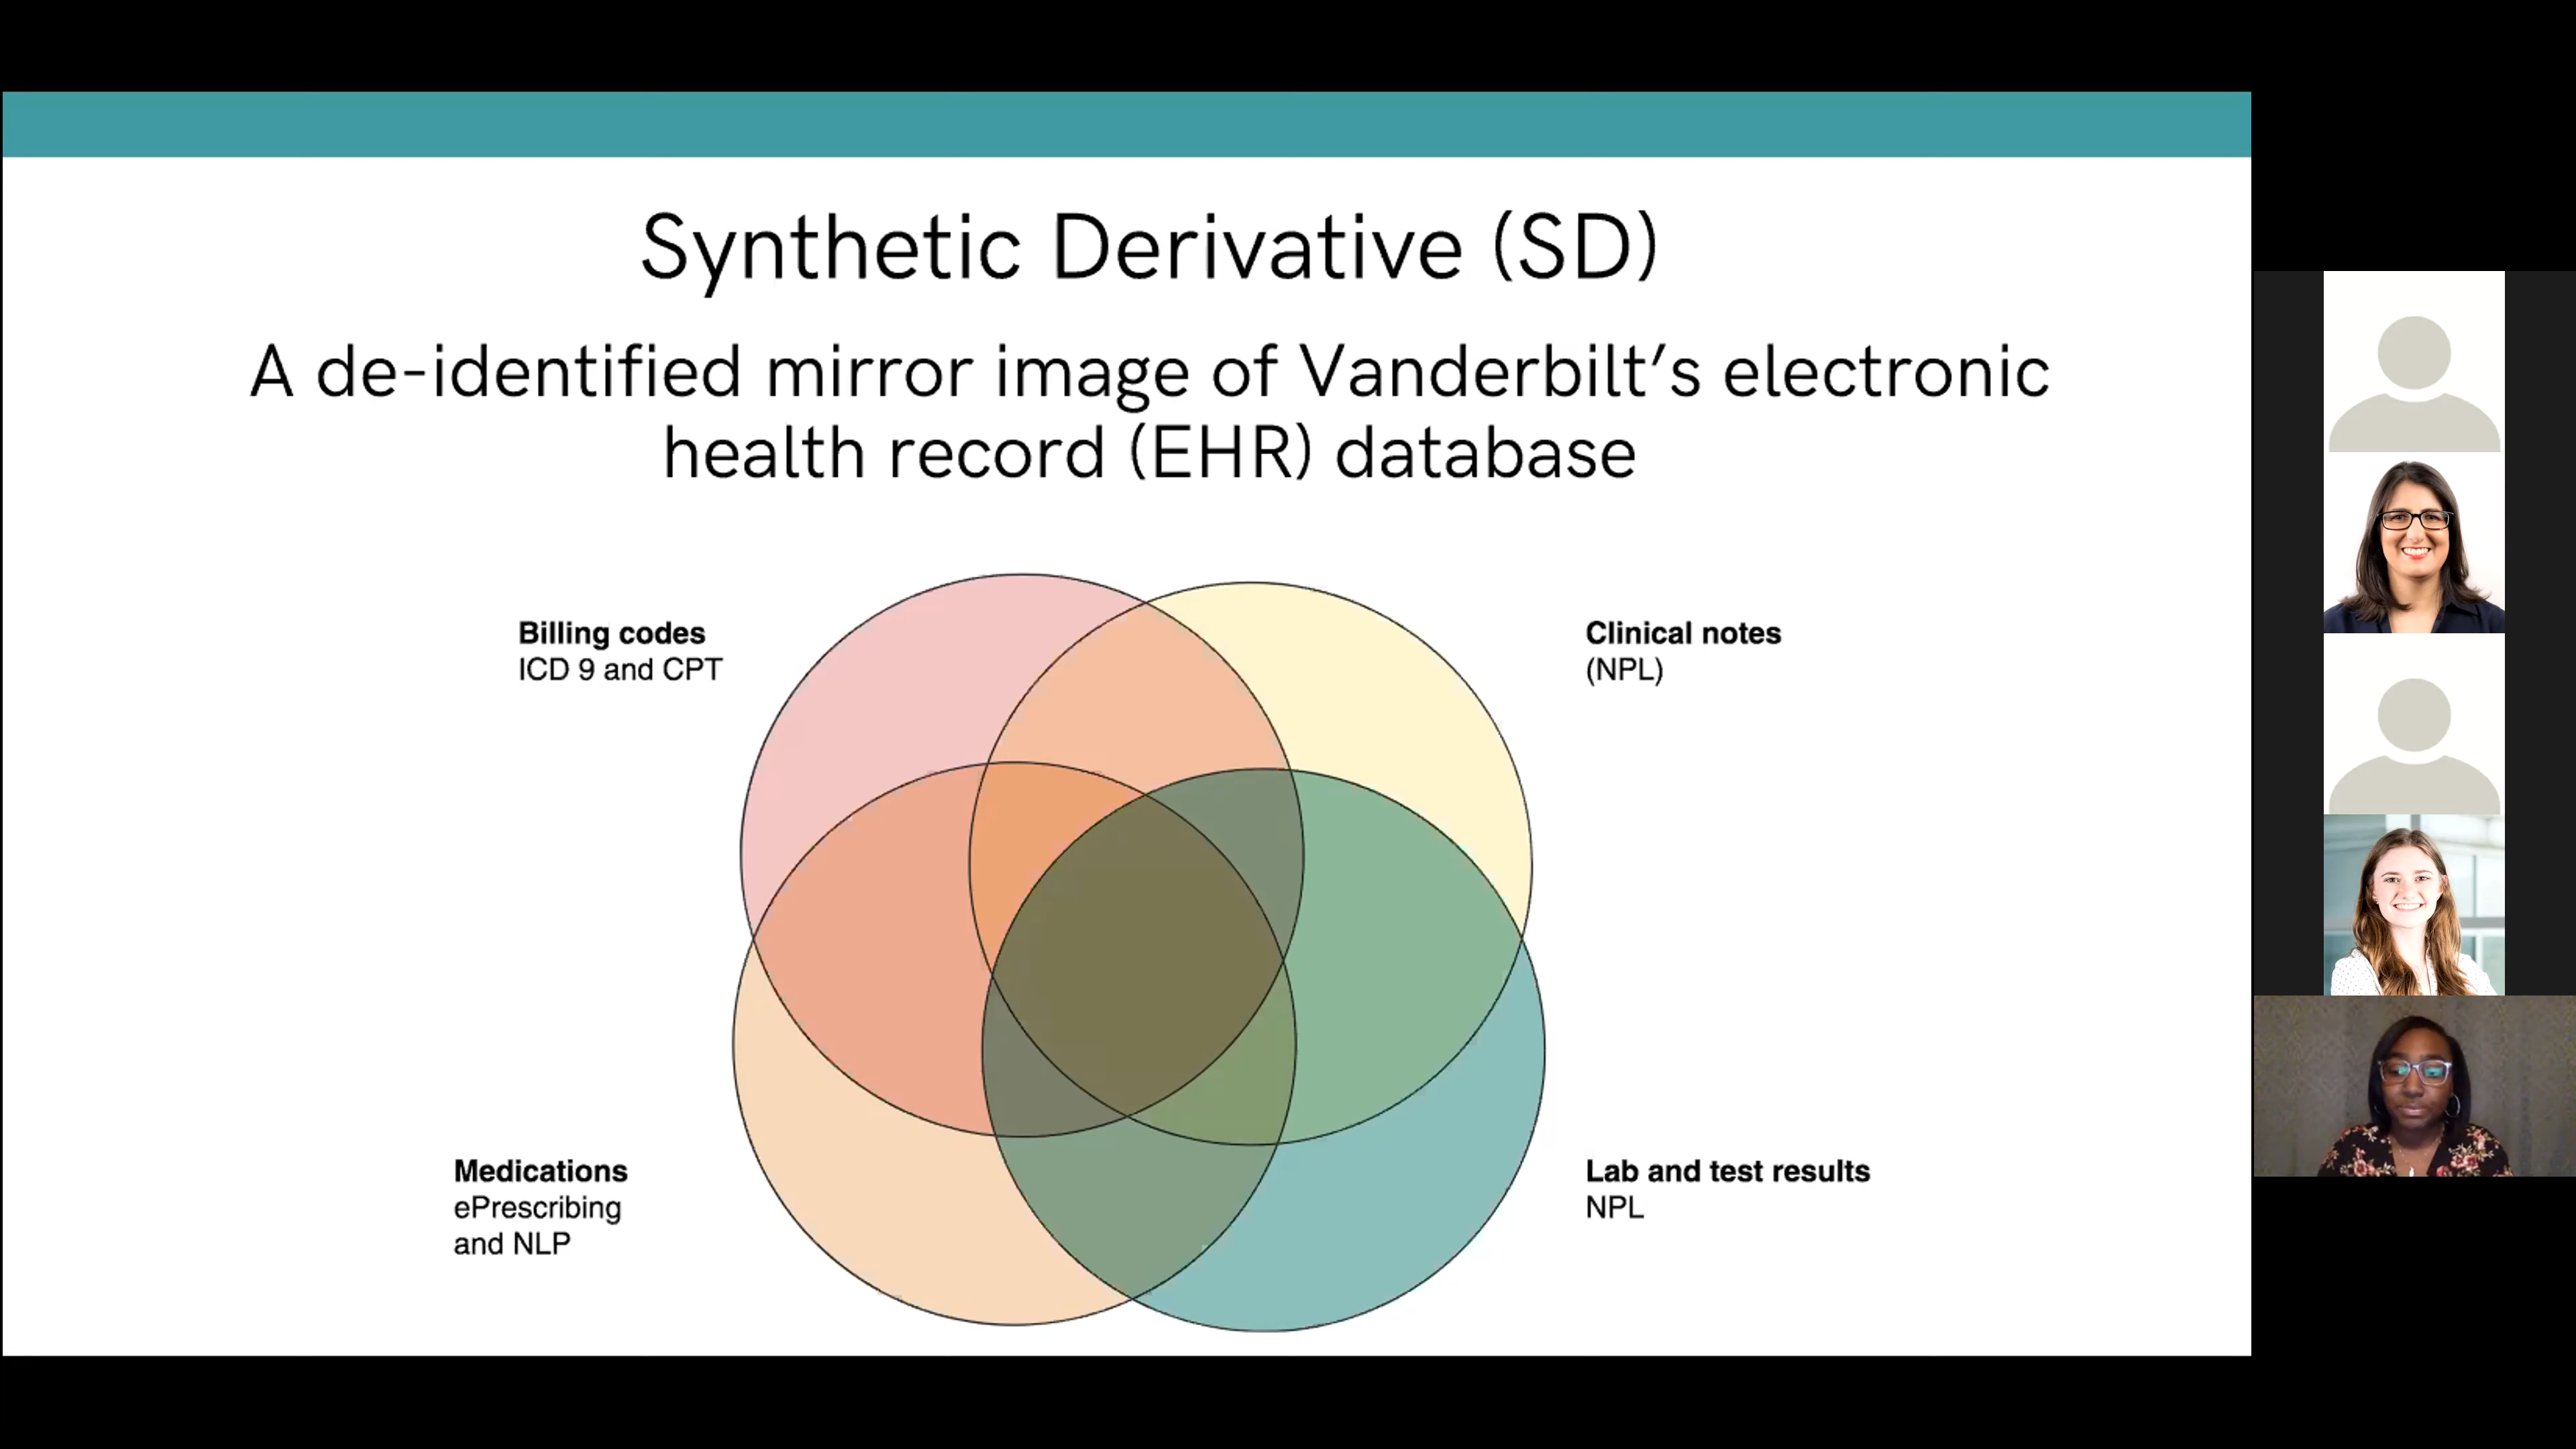 Synthetic Derivative (SD)
A de-identified mirror image of Vanderbilt’s electronic
health record (EHR) database
Billing codes
ICD 9 and CPT
Clinical notes
(NPL)
Medications
ePrescribing
and NLP
Lab and test results
NPL